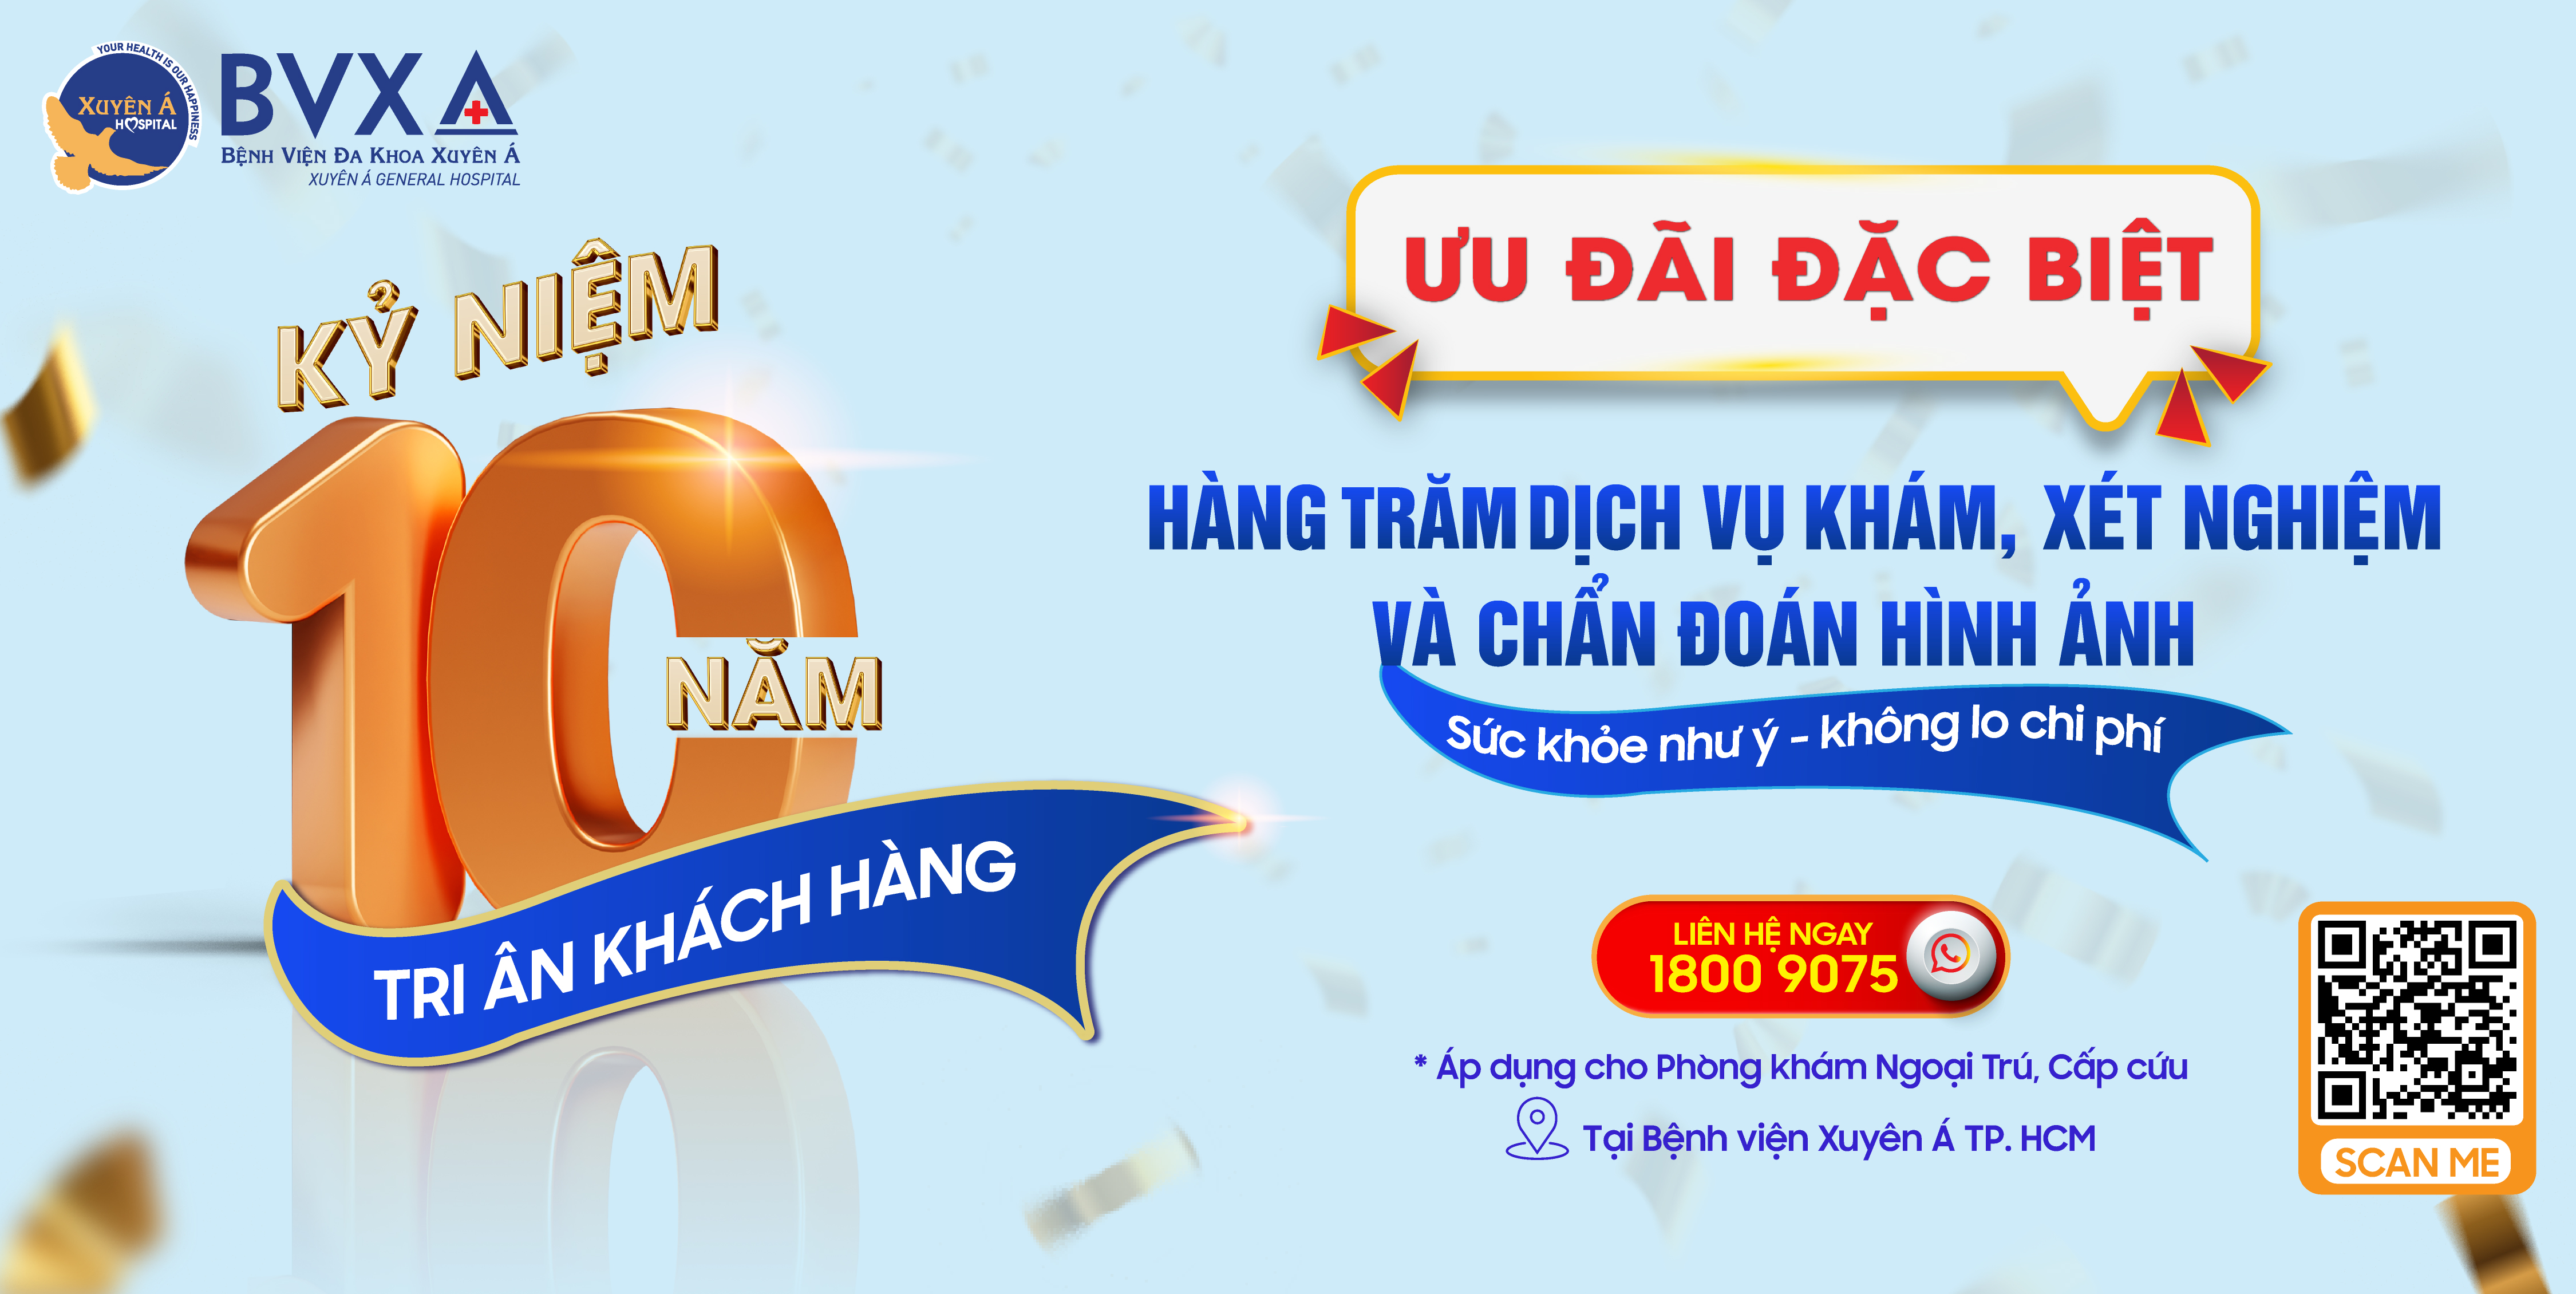 YOUR HEALTH IS OUR HAPPINESS
XUYÊN Á
HOSPITAL
BVXA
BỆNH VIỆN ĐA KHOA XUYÊN Á
XUYÊN Á GENERAL HOSPITAL
KỶ NIỆM
10
NĂM
TRI ÂN KHÁCH HÀNG
ƯU ĐÃI ĐẶC BIỆT
HÀNG TRĂM DỊCH VỤ KHÁM, XÉT NGHIỆM
VÀ CHẨN ĐOÁN HÌNH ẢNH
Sức khỏe như ý - không lo chi phí
LIÊN HỆ NGAY
1800 9075
* Áp dụng cho Phòng khám Ngoại Trú, Cấp cứu
Tại Bệnh viện Xuyên Á TP. HCM
SCAN ME